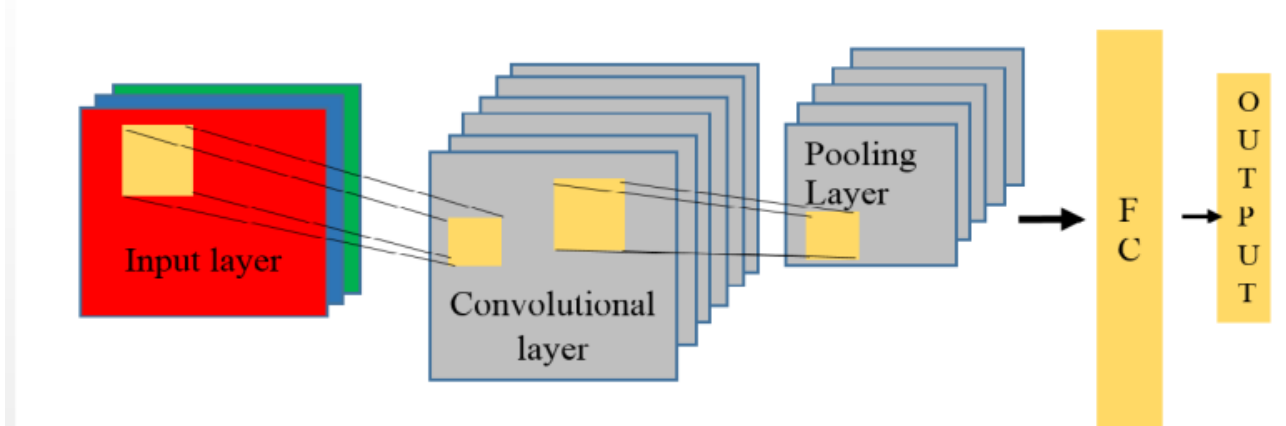 Input layer
Convolutional
layer
Pooling
Layer
F
C
O
U
T
P
U
T